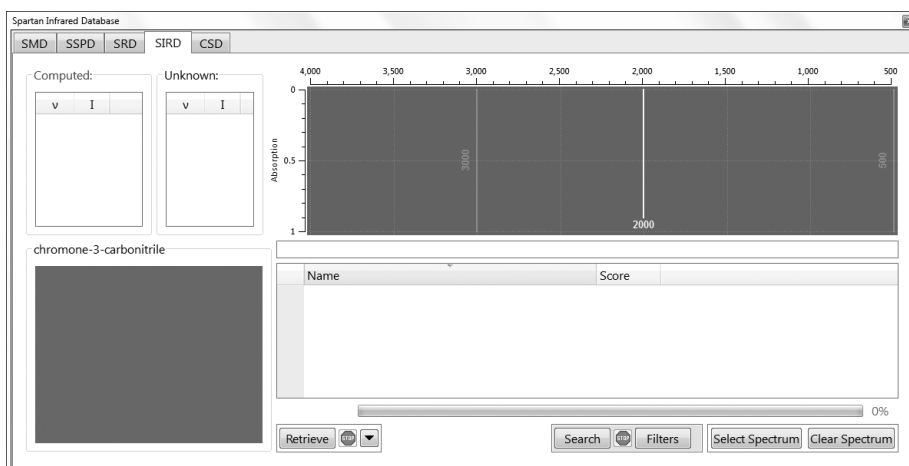 Spartan Infrared Database
SMD SSPD SRD SIRD CSD
Computed: Unknown:
ν I ν I
4,000 3,500 3,000 2,500 2,000 1,500 1,000 500
0
0.5
1
Absorption
3000
2000
500
chromone-3-carbonitrile
Name Score
0%
Retrieve STOP Search STOP Filters Select Spectrum Clear Spectrum